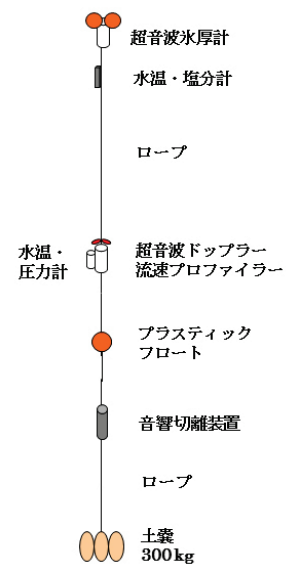 超音波氷厚計
水温・塩分計
ロープ
水温・
圧力計
超音波ドップラー
流速プロファイラー
プラスティック
フロート
音響切離装置
ロープ
土嚢
300kg